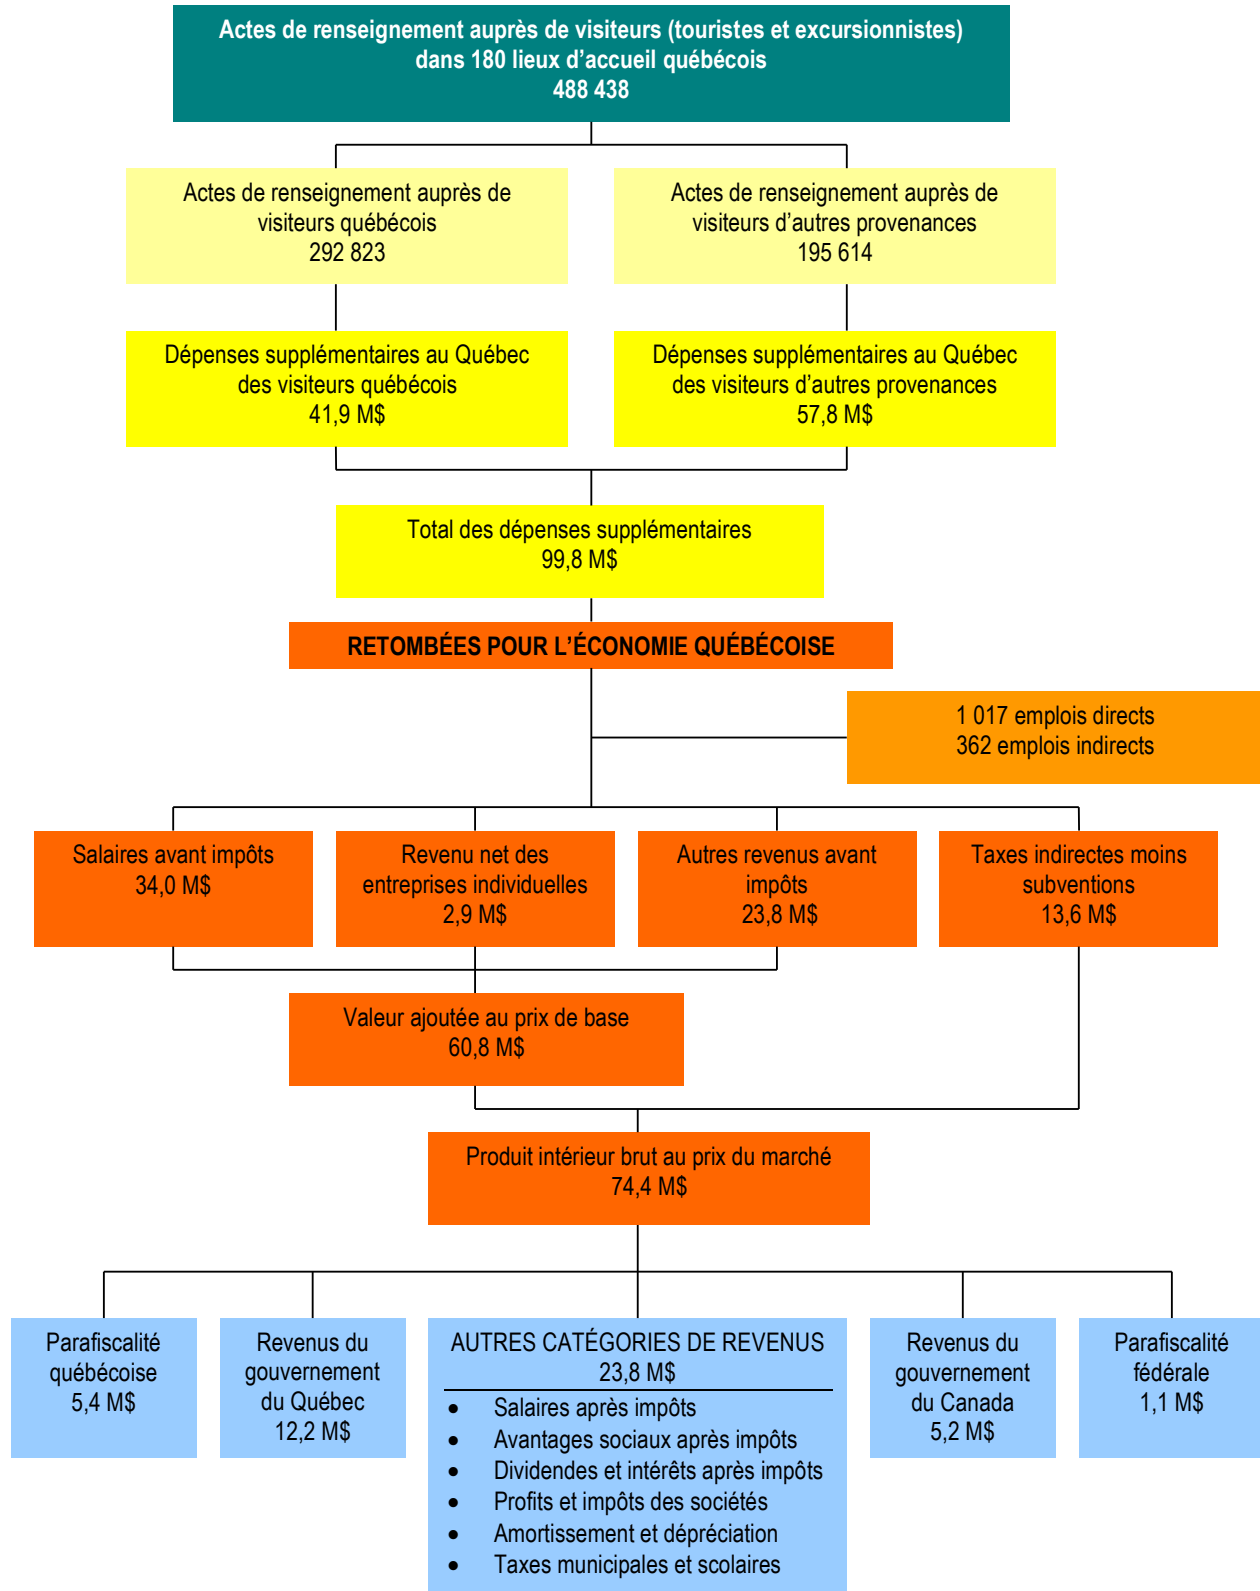 Actes de renseignement auprès de visiteurs (touristes et excursionnistes)
dans 180 lieux d'accueil québécois
488 438
Actes de renseignement auprès de
visiteurs québécois
292 823
Actes de renseignement auprès de
visiteurs d'autres provenances
195 614
Dépenses supplémentaires au Québec
des visiteurs québécois
41,9 M$
Dépenses supplémentaires au Québec
des visiteurs d'autres provenances
57,8 M$
Total des dépenses supplémentaires
99,8 M$
RETOMBÉES POUR L'ÉCONOMIE QUÉBÉCOISE
1 017 emplois directs
362 emplois indirects
Salaires avant impôts
34,0 M$
Revenu net des
entreprises individuelles
2,9 M$
Autres revenus avant
impôts
23,8 M$
Taxes indirectes moins
subventions
13,6 M$
Valeur ajoutée au prix de base
60,8 M$
Produit intérieur brut au prix du marché
74,4 M$
Parafiscalité
québécoise
5,4 M$
Revenus du
gouvernement
du Québec
12,2 M$
AUTRES CATÉGORIES DE REVENUS
23,8 M$
• Salaires après impôts
• Avantages sociaux après impôts
• Dividendes et intérêts après impôts
• Profits et impôts des sociétés
• Amortissement et dépréciation
• Taxes municipales et scolaires
Revenus du
gouvernement
du Canada
5,2 M$
Parafiscalité
fédérale
1,1 M$